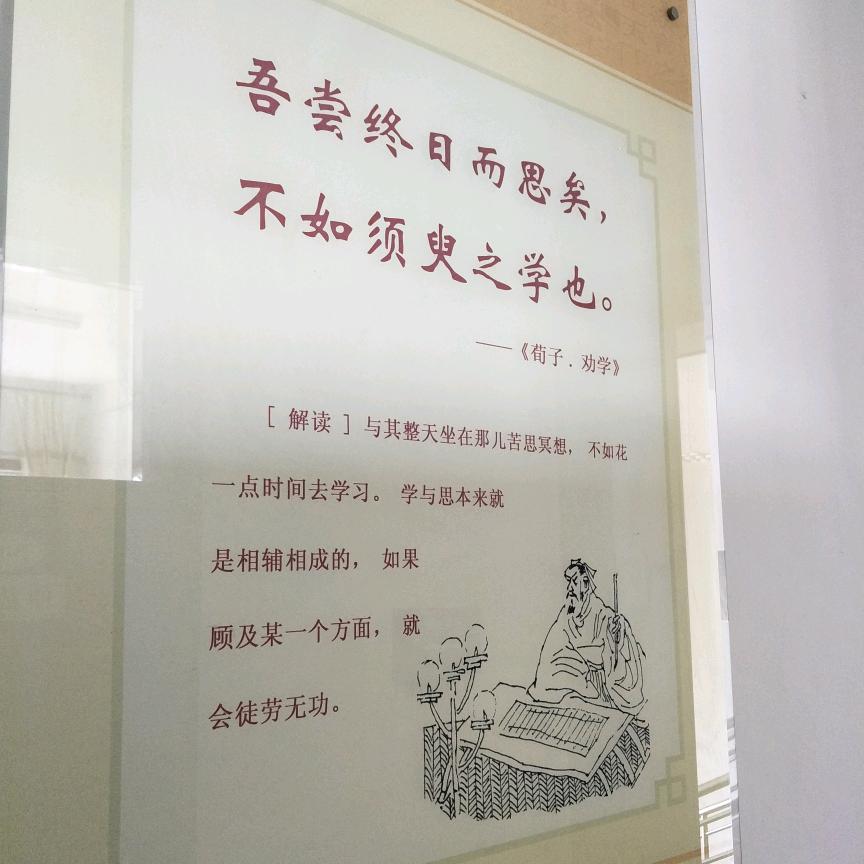 吾尝终日而思矣，
不如须臾之学也。
——《荀子.劝学》
［ 解读 ］与其整天坐在那儿苦思冥想， 不如花
一点时间去学习。 学与思本来就
是相辅相成的， 如果
顾及某一个方面， 就
会徒劳无功。